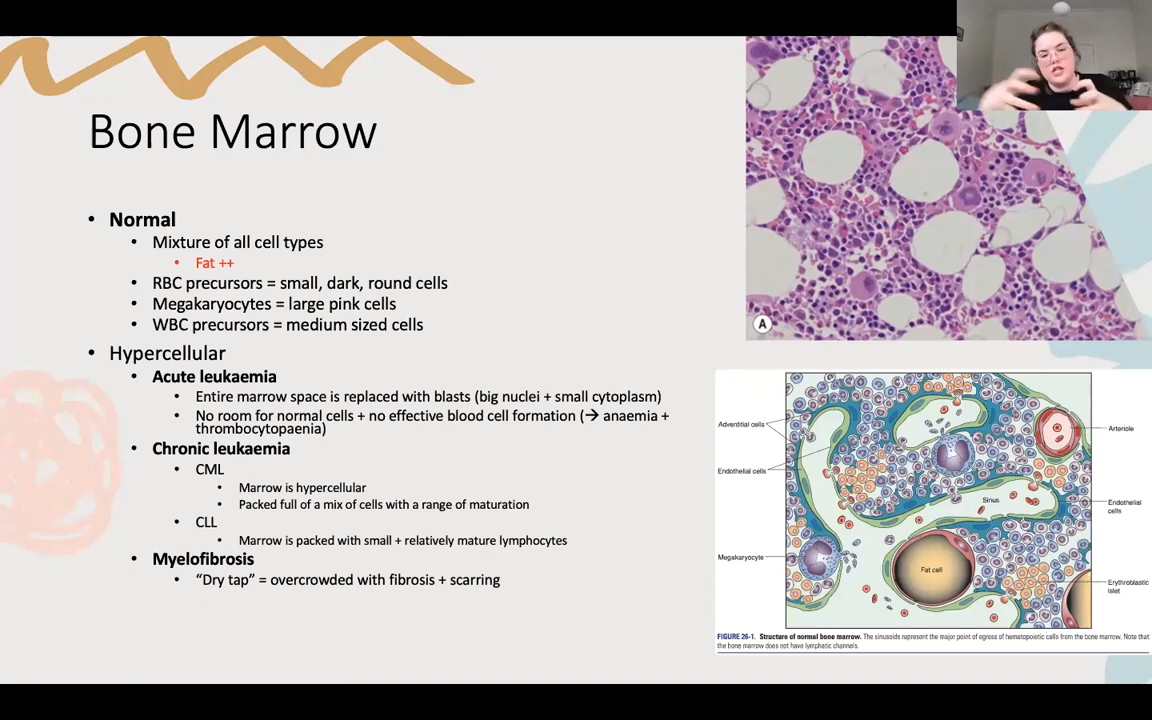 Bone Marrow
• Normal
• Mixture of all cell types
• Fat ++
• RBC precursors = small, dark, round cells
• Megakaryocytes = large pink cells
• WBC precursors = medium sized cells
• Hypercellular
• Acute leukaemia
• Entire marrow space is replaced with blasts (big nuclei + small cytoplasm)
• No room for normal cells + no effective blood cell formation (→ anaemia +
thrombocytopaenia)
• Chronic leukaemia
• CML
• Marrow is hypercellular
• Packed full of a mix of cells with a range of maturation
• CLL
• Marrow is packed with small + relatively mature lymphocytes
• Myelofibrosis
• “Dry tap” = overcrowded with fibrosis + scarring
A
Adventitial cells
Endothelial cells
Megakaryocyte
Sinus
Fat cell
Arteriole
Endothelial
cells
Erythroblastic
islet
FIGURE 26-1. Structure of normal bone marrow. The sinusoids represent the major point of egress of hematopoietic cells from the bone marrow. Note that
the bone marrow does not have lymphatic channels.